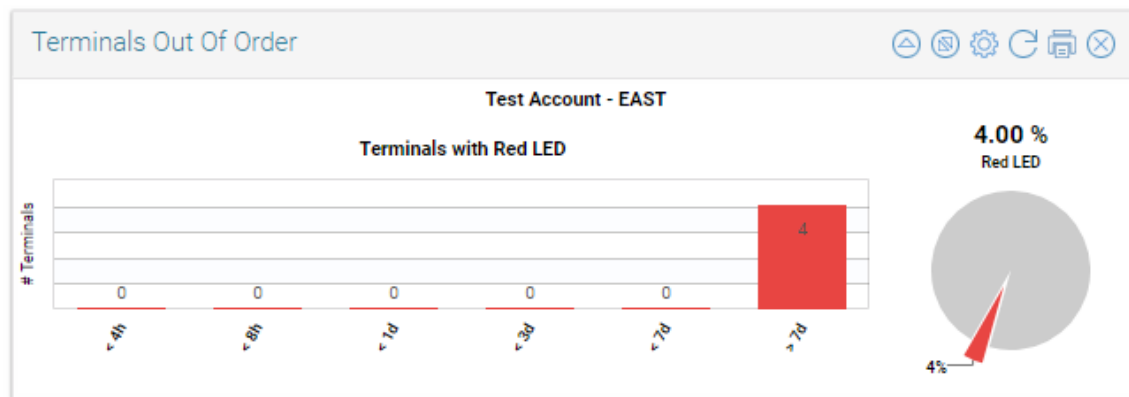 Terminals Out Of Order
Test Account - EAST
Terminals with Red LED
# Terminals
0
0
0
0
0
4
< 4h
< 8h
< 1d
< 3d
< 7d
> 7d
4.00 %
Red LED
4%